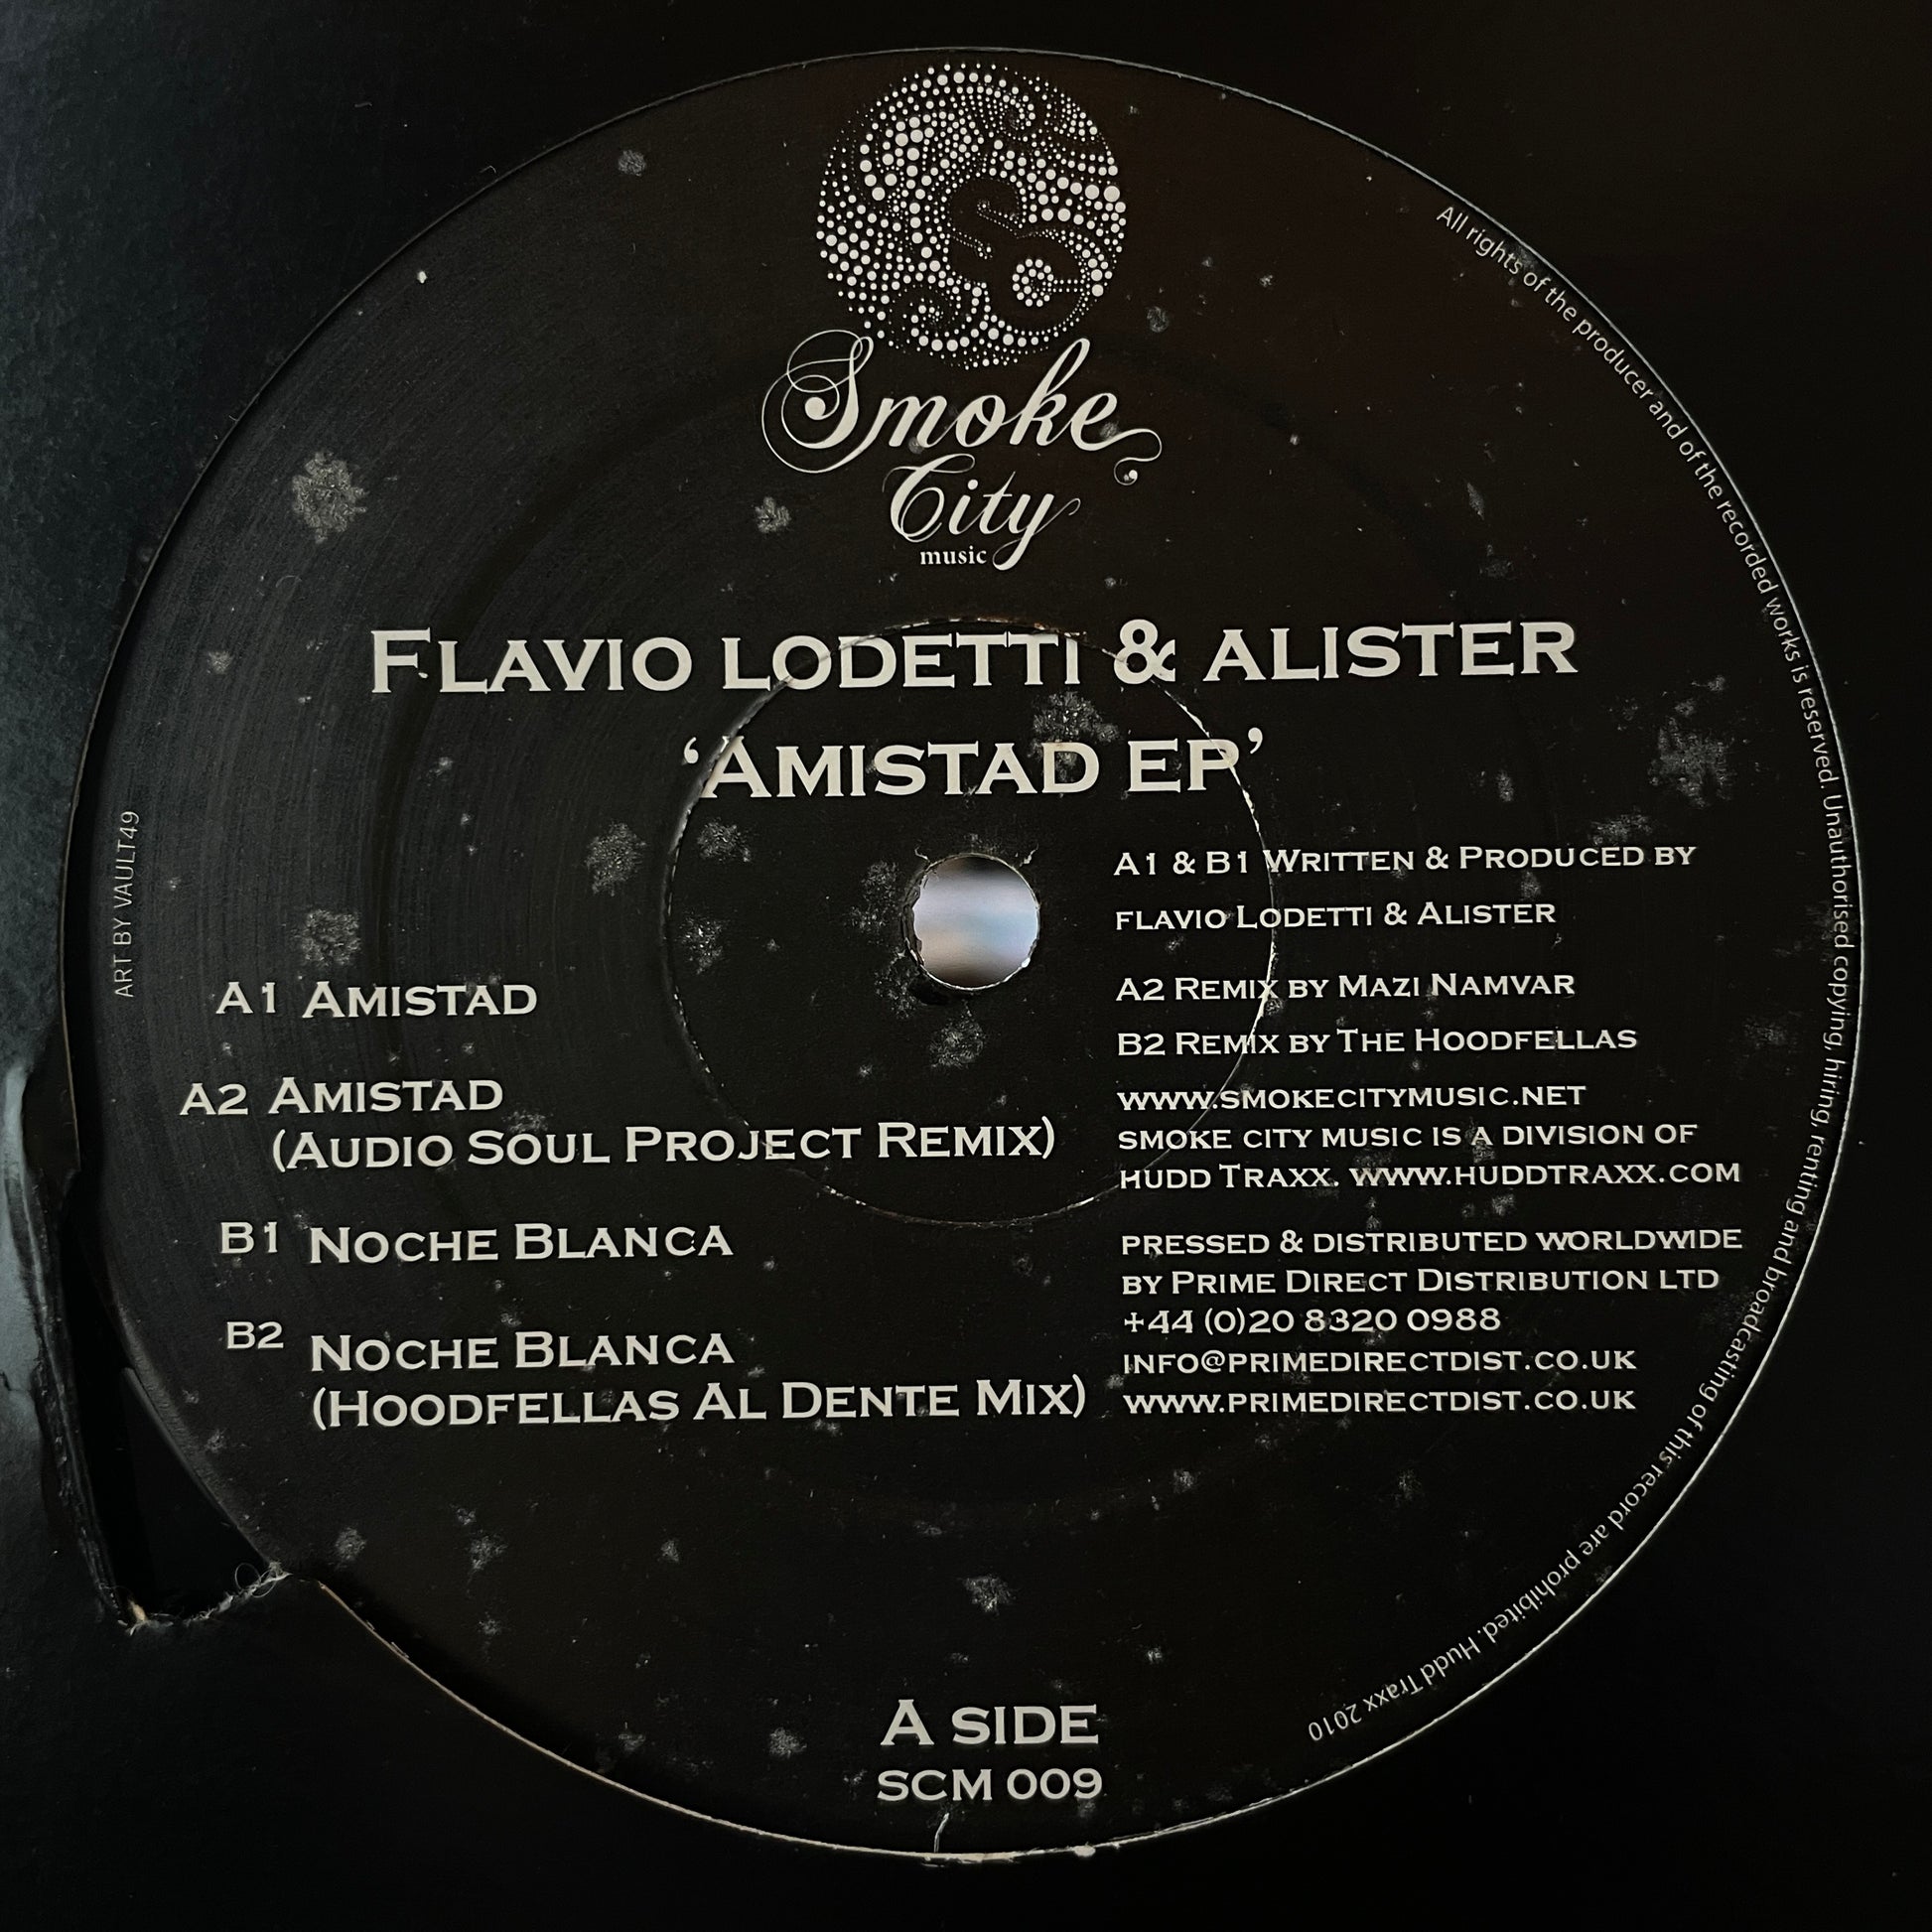 SC
Smoke
City
music
FLAVIO LODETTI & ALISTER
‘AMISTAD EP’
A1 AMISTAD
A2 AMISTAD
(AUDIO SOUL PROJECT REMIX)
B1 NOCHE BLANCA
B2 NOCHE BLANCA
(HOODFELLAS AL DENTE MIX)
A1 & B1 WRITTEN & PRODUCED BY
FLAVIO LODETTI & ALISTER
A2 REMIX BY MAZI NAMVAR
B2 REMIX BY THE HOODFELLAS
WWW.SMOKECITYMUSIC.NET
SMOKE CITY MUSIC IS A DIVISION OF
HUDD TRAXX. WWW.HUDDTRAXX.COM
PRESSED & DISTRIBUTED WORLDWIDE
BY PRIME DIRECT DISTRIBUTION LTD
+44 (0)20 8320 0988
INFO@PRIMEDIRECTDIST.CO.UK
WWW.PRIMEDIRECTDIST.CO.UK
A SIDE
SCM 009
ART BY VAULT49
All rights of the producer and of the recorded works is reserved. Unauthorised copying, hiring, renting and broadcasting of this record are prohibited. Hudd Traxx 2010